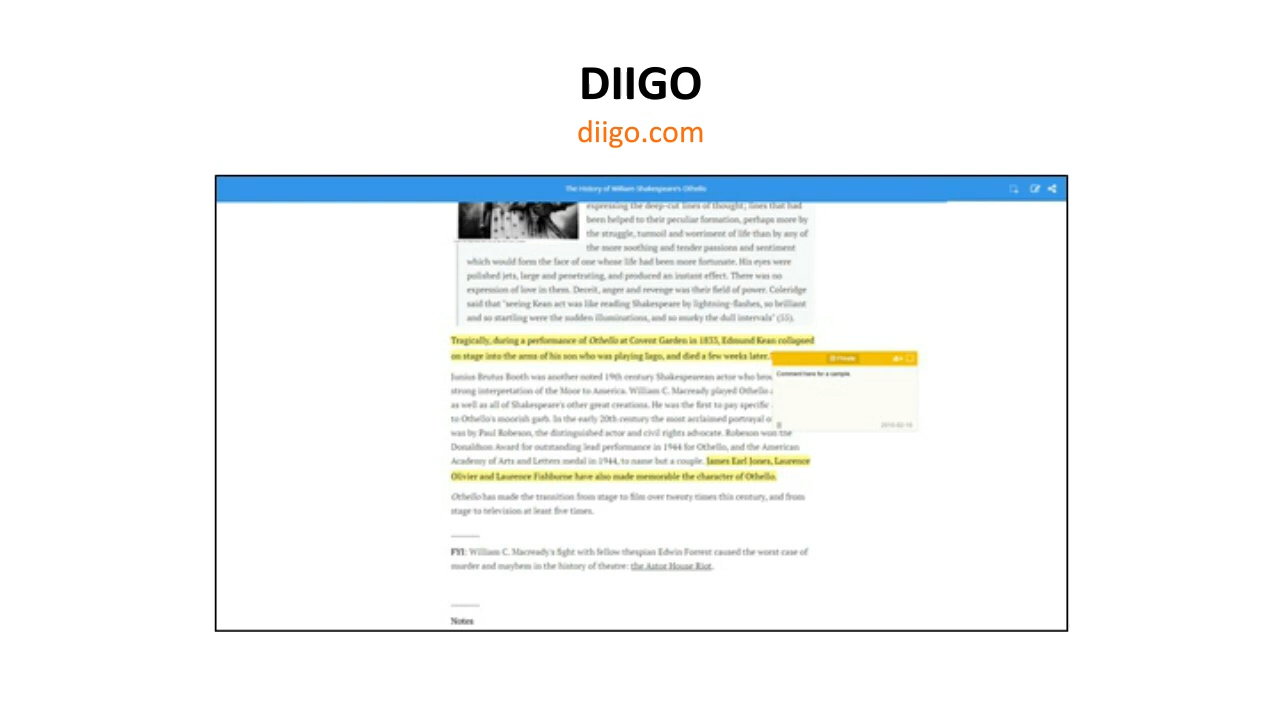 DIIGO
diigo.com
The History of William Shakespeare's Othello
expressing the deep-cut lines of thought; lines that had
been helped to their peculiar formation, perhaps more by
the struggle, turmoil and worriment of life than by any of
the more soothing and tender passions and sentiment
which would form the face of one whose life had been more fortunate. His eyes were
polished jets, large and penetrating, and produced an instant effect. There was no
expression of love in them. Deceit, anger and revenge was their field of power. Coleridge
said that "seeing Kean act was like reading Shakespeare by lightning-flashes, so brilliant
and so startling were the sudden illuminations, and so murky the dull intervals" (55).
Tragically, during a performance of Othello at Covent Garden in 1833, Edmund Kean collapsed
on stage into the arms of his son who was playing Iago, and died a few weeks later.
Private
Comment here for a sample.
Junius Brutus Booth was another noted 19th century Shakespearean actor who
strong interpretation of the Moor to America. William C. Macready played Othello
as well as all of Shakespeare's other great creations. He was the first to pay specific
to Othello's moorish garb. In the early 20th century the most acclaimed portrayal
was by Paul Robeson, the distinguished actor and civil rights advocate. Robeson won the
Donaldson Award for outstanding lead performance in 1944 for Othello, and the American
Academy of Arts and Letters medal in 1944, to name but a couple. James Earl Jones, Laurence
Olivier and Laurence Fishburne have also made memorable the character of Othello.
Othello has made the transition from stage to film over twenty times this century, and from
stage to television at least five times.
FYI: William C. Macready's fight with fellow thespian Edwin Forrest caused the worst case of
murder and mayhem in the history of theatre: the Astor House Riot.
Notes